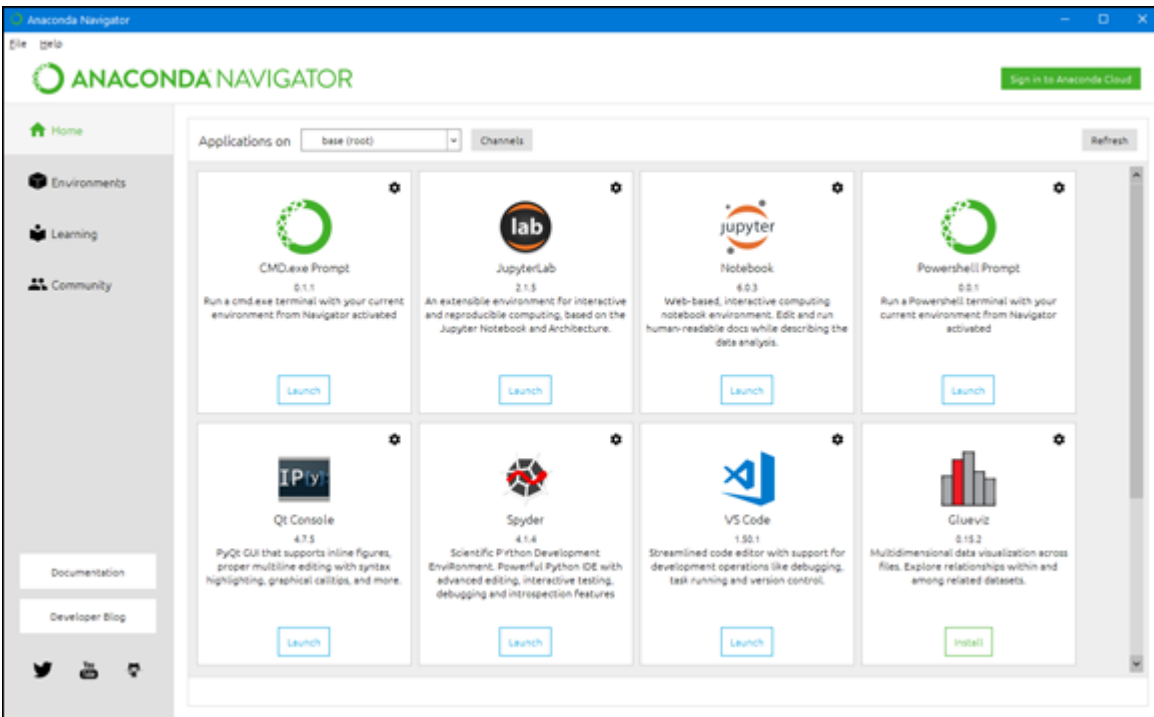 Anaconda Navigator
File Help
ANACONDA NAVIGATOR
Sign in to Anaconda Cloud
Home
Environments
Learning
Community
Documentation
Developer Blog
You
Tube
Applications on base (root) Channels Refresh
CMD.exe Prompt
0.1.1
Run a cmd.exe terminal with your current
environment from Navigator activated
Launch
lab
JupyterLab
2.1.5
An extensible environment for interactive
and reproducible computing, based on the
Jupyter Notebook and Architecture.
Launch
jupyter
Notebook
6.0.3
Web-based, interactive computing
notebook environment. Edit and run
human-readable docs while describing the
data analysis.
Launch
Powershell Prompt
0.0.1
Run a Powershell terminal with your
current environment from Navigator
activated
Launch
IP[y]:
Qt Console
4.7.5
PyQt GUI that supports inline figures,
proper multiline editing with syntax
highlighting, graphical calltips, and more.
Launch
Spyder
4.1.4
Scientific PYthon Development
EnviRonment. Powerful Python IDE with
advanced editing, interactive testing,
debugging and introspection features
Launch
VS Code
1.50.1
Streamlined code editor with support for
development operations like debugging,
task running and version control.
Launch
Glueviz
0.15.2
Multidimensional data visualization across
files. Explore relationships within and
among related datasets.
Install